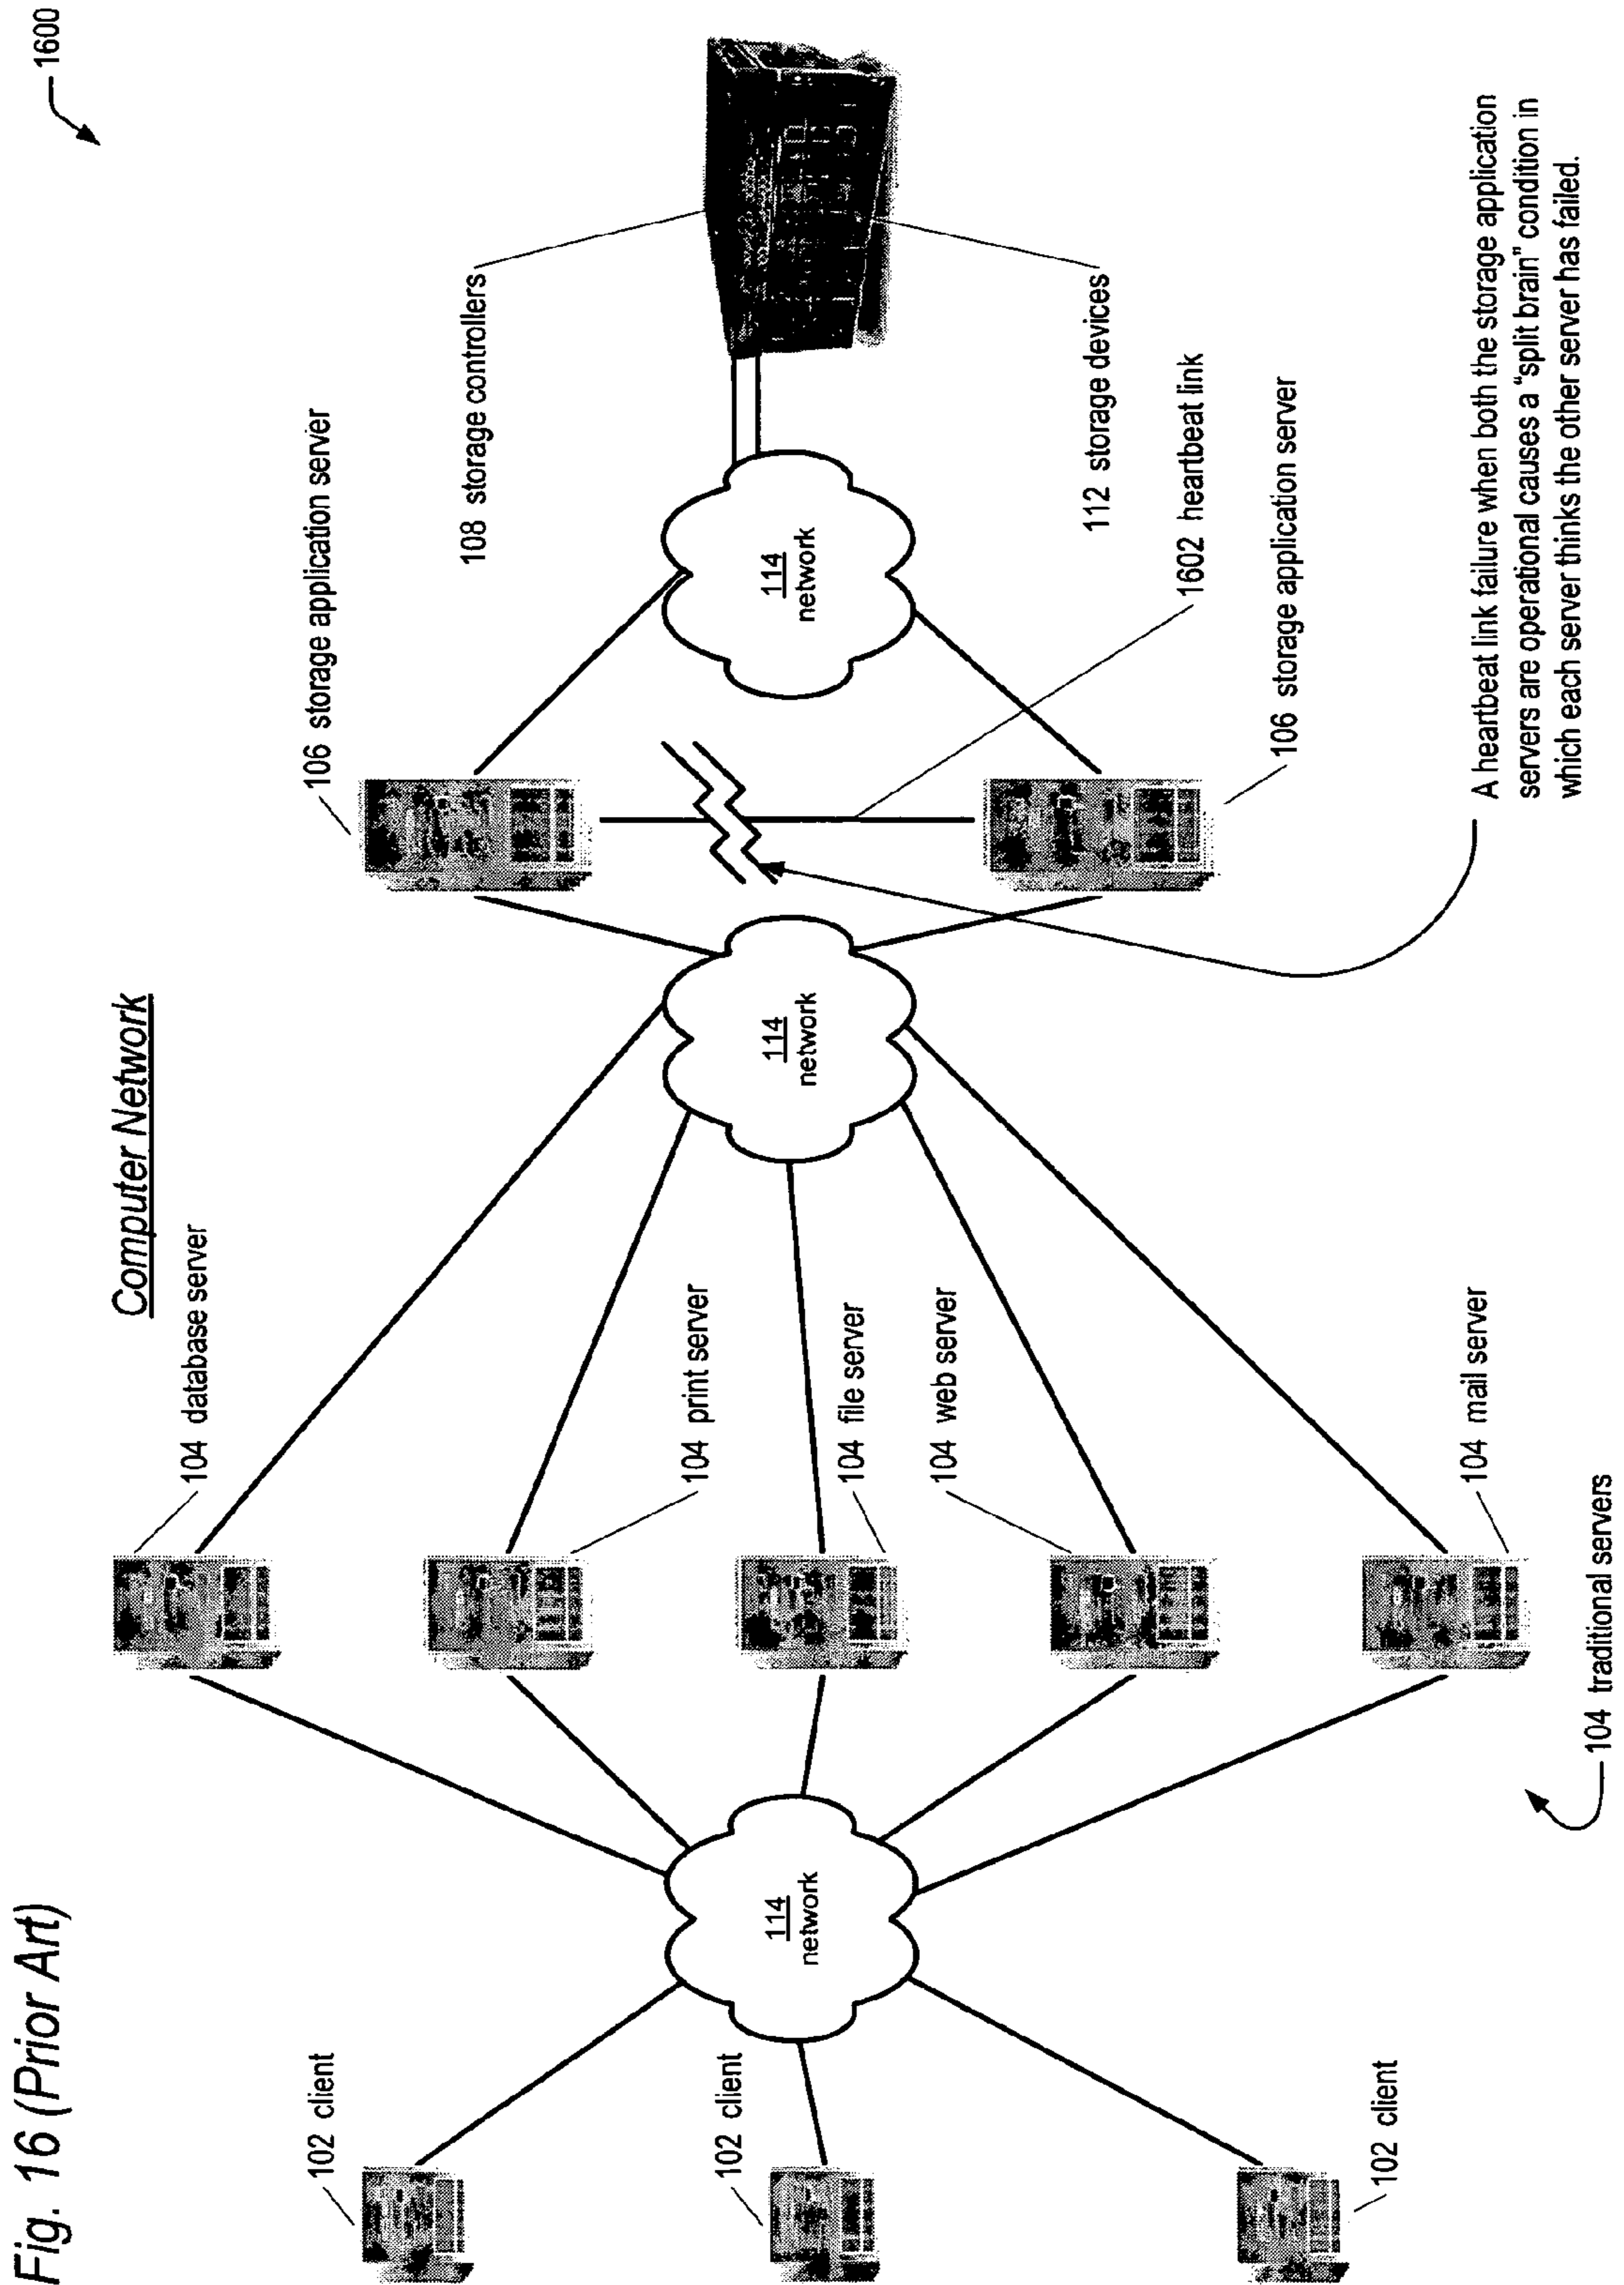 Fig. 16 (Prior Art)
1600
Computer Network
102 client
102 client
102 client
114
network
104 database server
104 print server
104 file server
104 web server
104 mail server
104 traditional servers
114
network
106 storage application server
106 storage application server
1602 heartbeat link
114
network
108 storage controllers
112 storage devices
A heartbeat link failure when both the storage application
servers are operational causes a “split brain” condition in
which each server thinks the other server has failed.